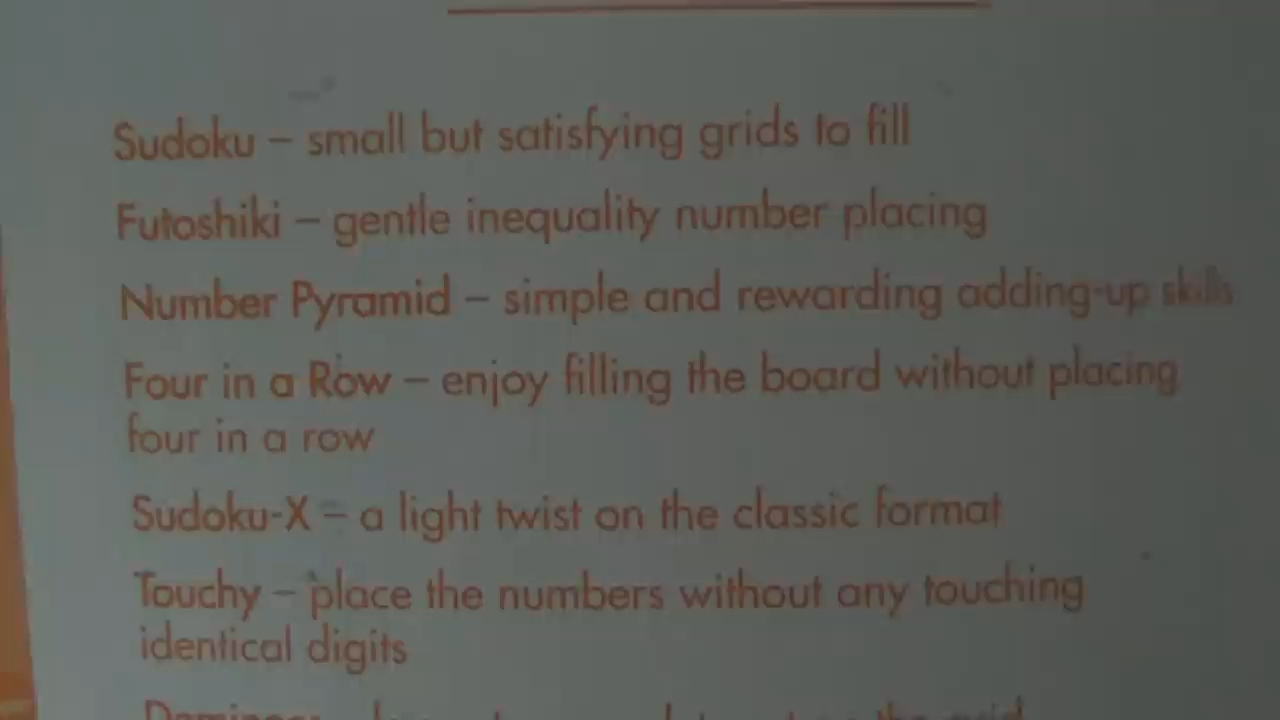 Sudoku – small but satisfying grids to fill
Futoshiki – gentle inequality number placing
Number Pyramid – simple and rewarding adding-up skills
Four in a Row – enjoy filling the board without placing
four in a row
Sudoku-X – a light twist on the classic format
Touchy – place the numbers without any touching
identical digits